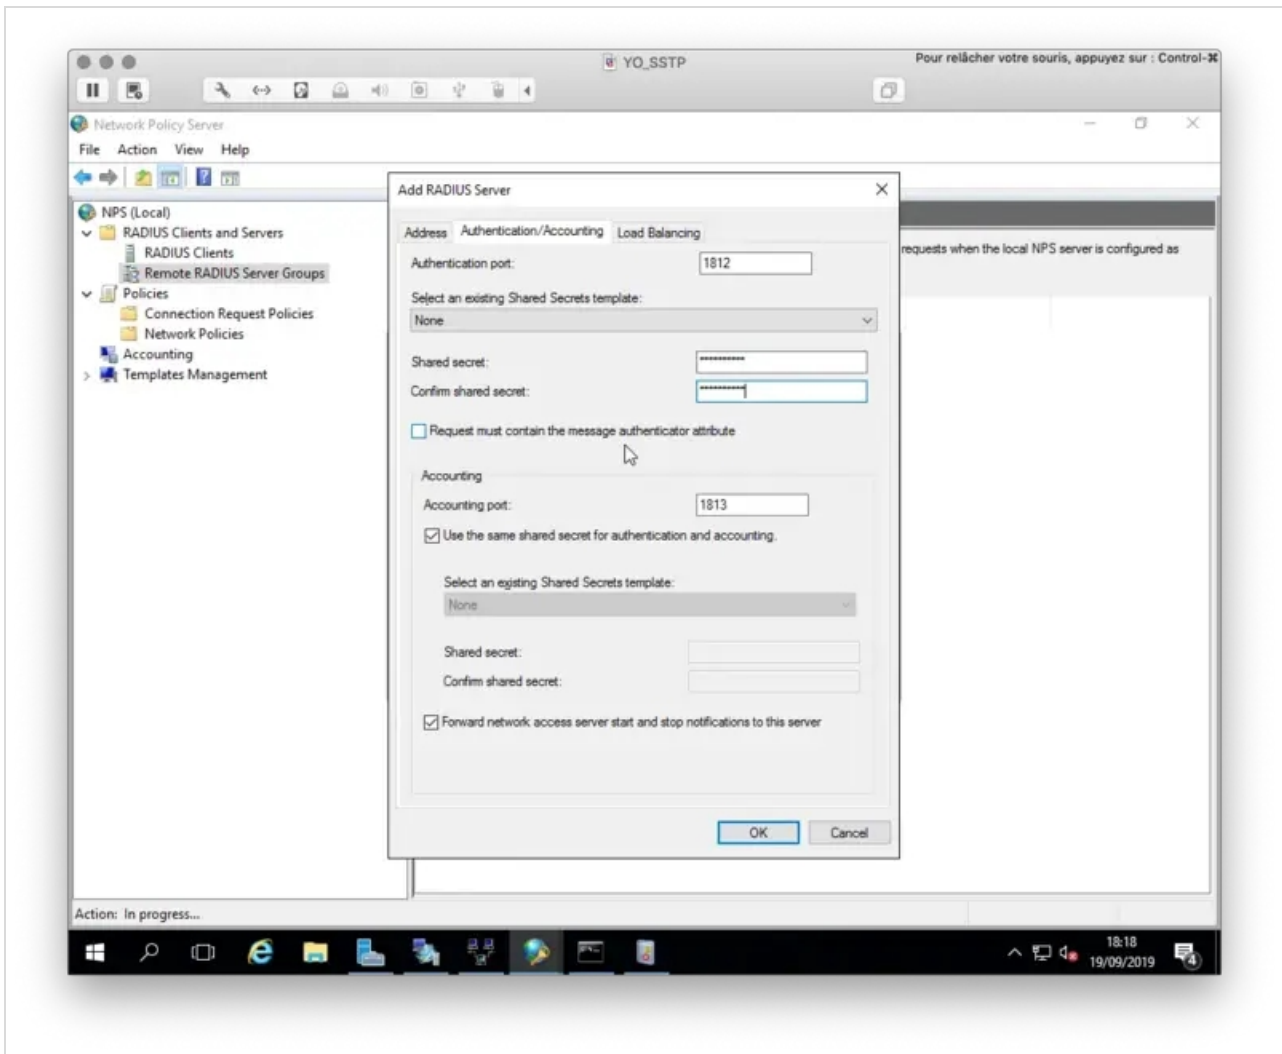 YO_SSTP
Pour relâcher votre souris, appuyez sur : Control-⌘
Network Policy Server
File Action View Help
NPS (Local)
RADIUS Clients and Servers
RADIUS Clients
Remote RADIUS Server Groups
Policies
Connection Request Policies
Network Policies
Accounting
Templates Management
requests when the local NPS server is configured as
Add RADIUS Server
Address Authentication/Accounting Load Balancing
Authentication port: 1812
Select an existing Shared Secrets template:
None
Shared secret: **********
Confirm shared secret: **********
Request must contain the message authenticator attribute
Accounting
Accounting port: 1813
Use the same shared secret for authentication and accounting.
Select an existing Shared Secrets template:
None
Shared secret:
Confirm shared secret:
Forward network access server start and stop notifications to this server
OK Cancel
Action: In progress...
18:18
19/09/2019
4